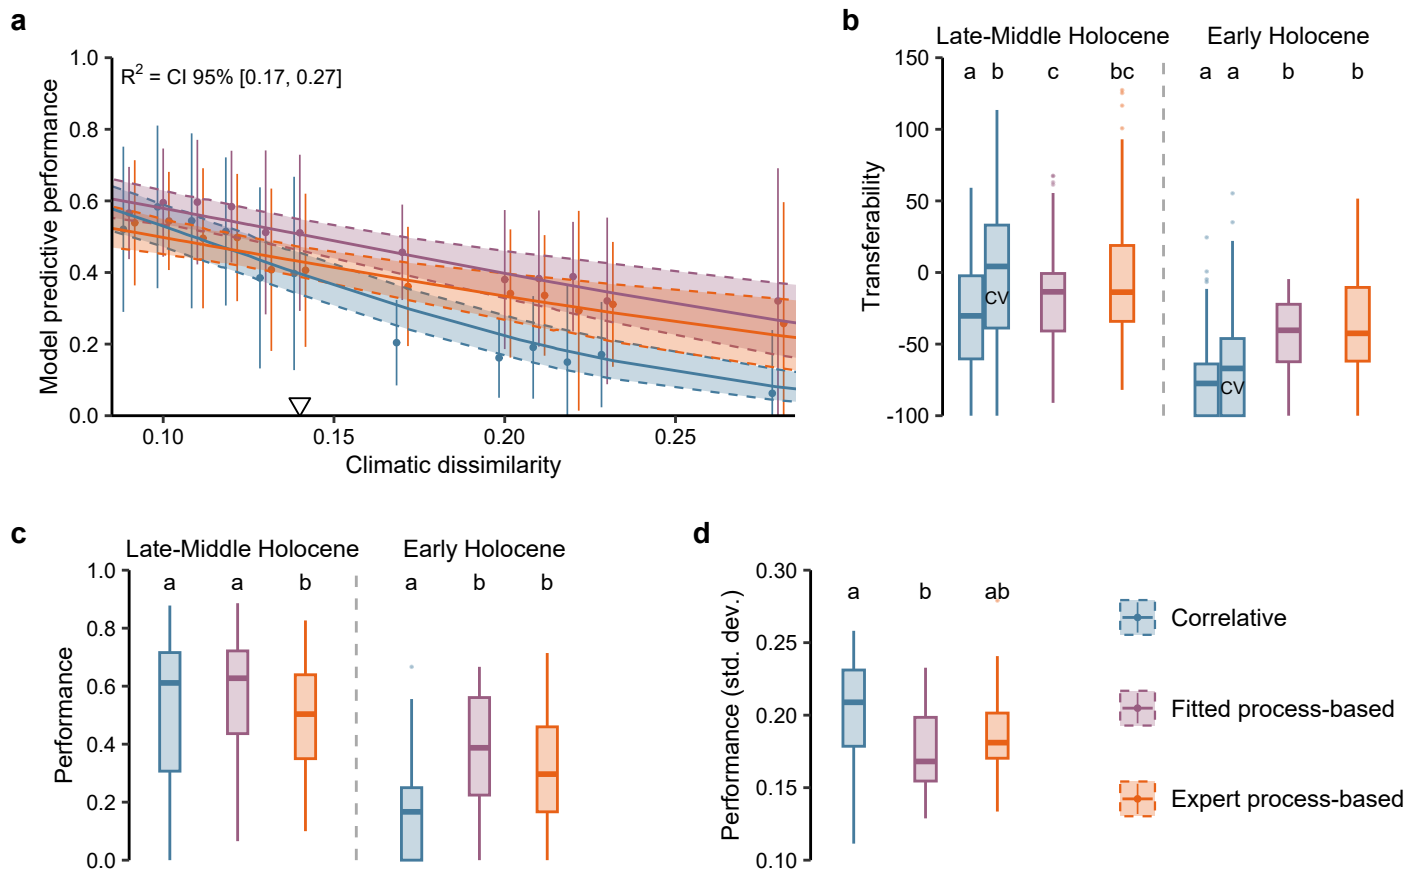 a
1.0
0.8
0.6
0.4
0.2
0.0
R² = CI 95% [0.17, 0.27]
Model predictive performance
0.10 0.15 0.20 0.25
Climatic dissimilarity
b
Late-Middle Holocene Early Holocene
150
100
50
0
-50
-100
a b c bc a a b b
CV
CV
Transferability
c
Late-Middle Holocene Early Holocene
1.0
0.8
0.6
0.4
0.2
0.0
a a b a b b
Performance
d
0.30
0.25
0.20
0.15
0.10
a b ab
Performance (std. dev.)
Correlative
Fitted process-based
Expert process-based